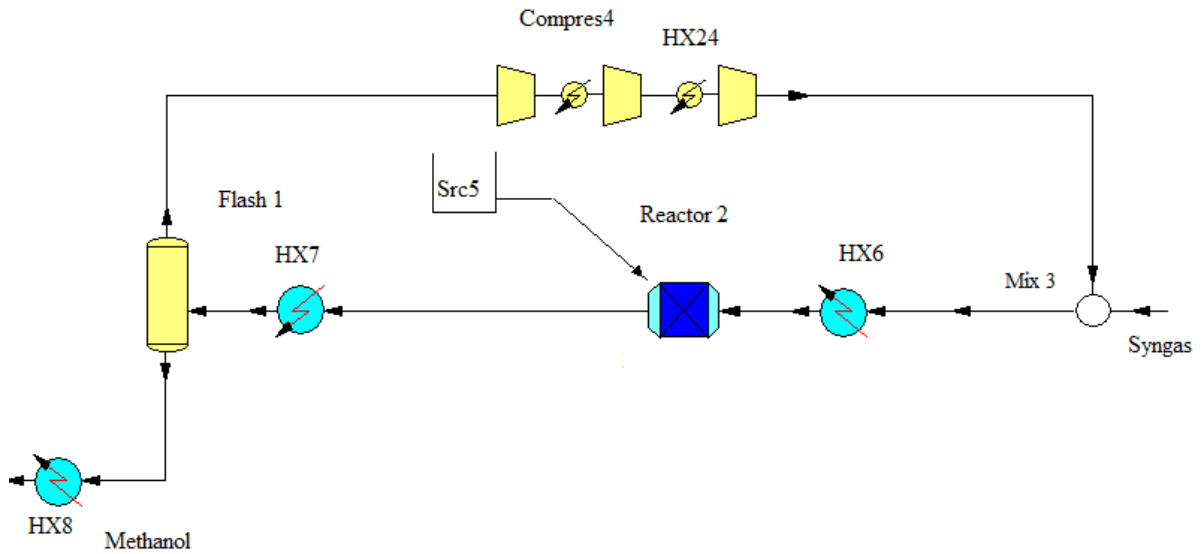 Compres4
HX24
Src5
Flash 1
Reactor 2
HX7
HX6
Mix 3
Syngas
HX8
Methanol